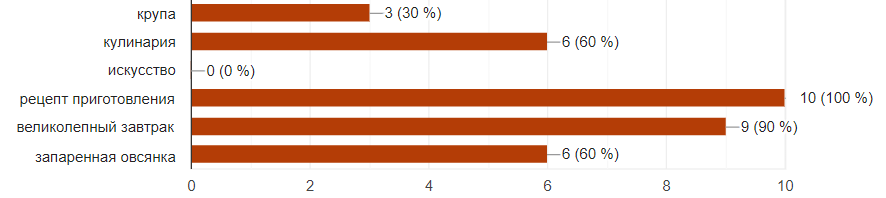 крупа 3 (30 %)
кулинария 6 (60 %)
искусство 0 (0 %)
рецепт приготовления 10 (100 %)
великолепный завтрак 9 (90 %)
запаренная овсянка 6 (60 %)
0 2 4 6 8 10